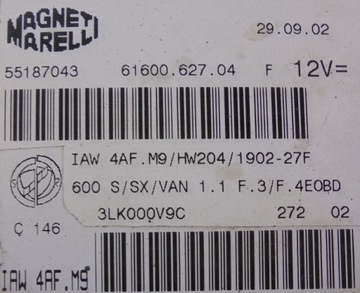 MAGNETI
MARELLI
29.09.02
55187043 61600.627.04 F 12V=
IAW 4AF.M9/HW204/1902-27F
600 S/SX/VAN 1.1 F.3/F.4EOBD
3LK000V9C 272 02
Ç 146
IAW 4AF.M9